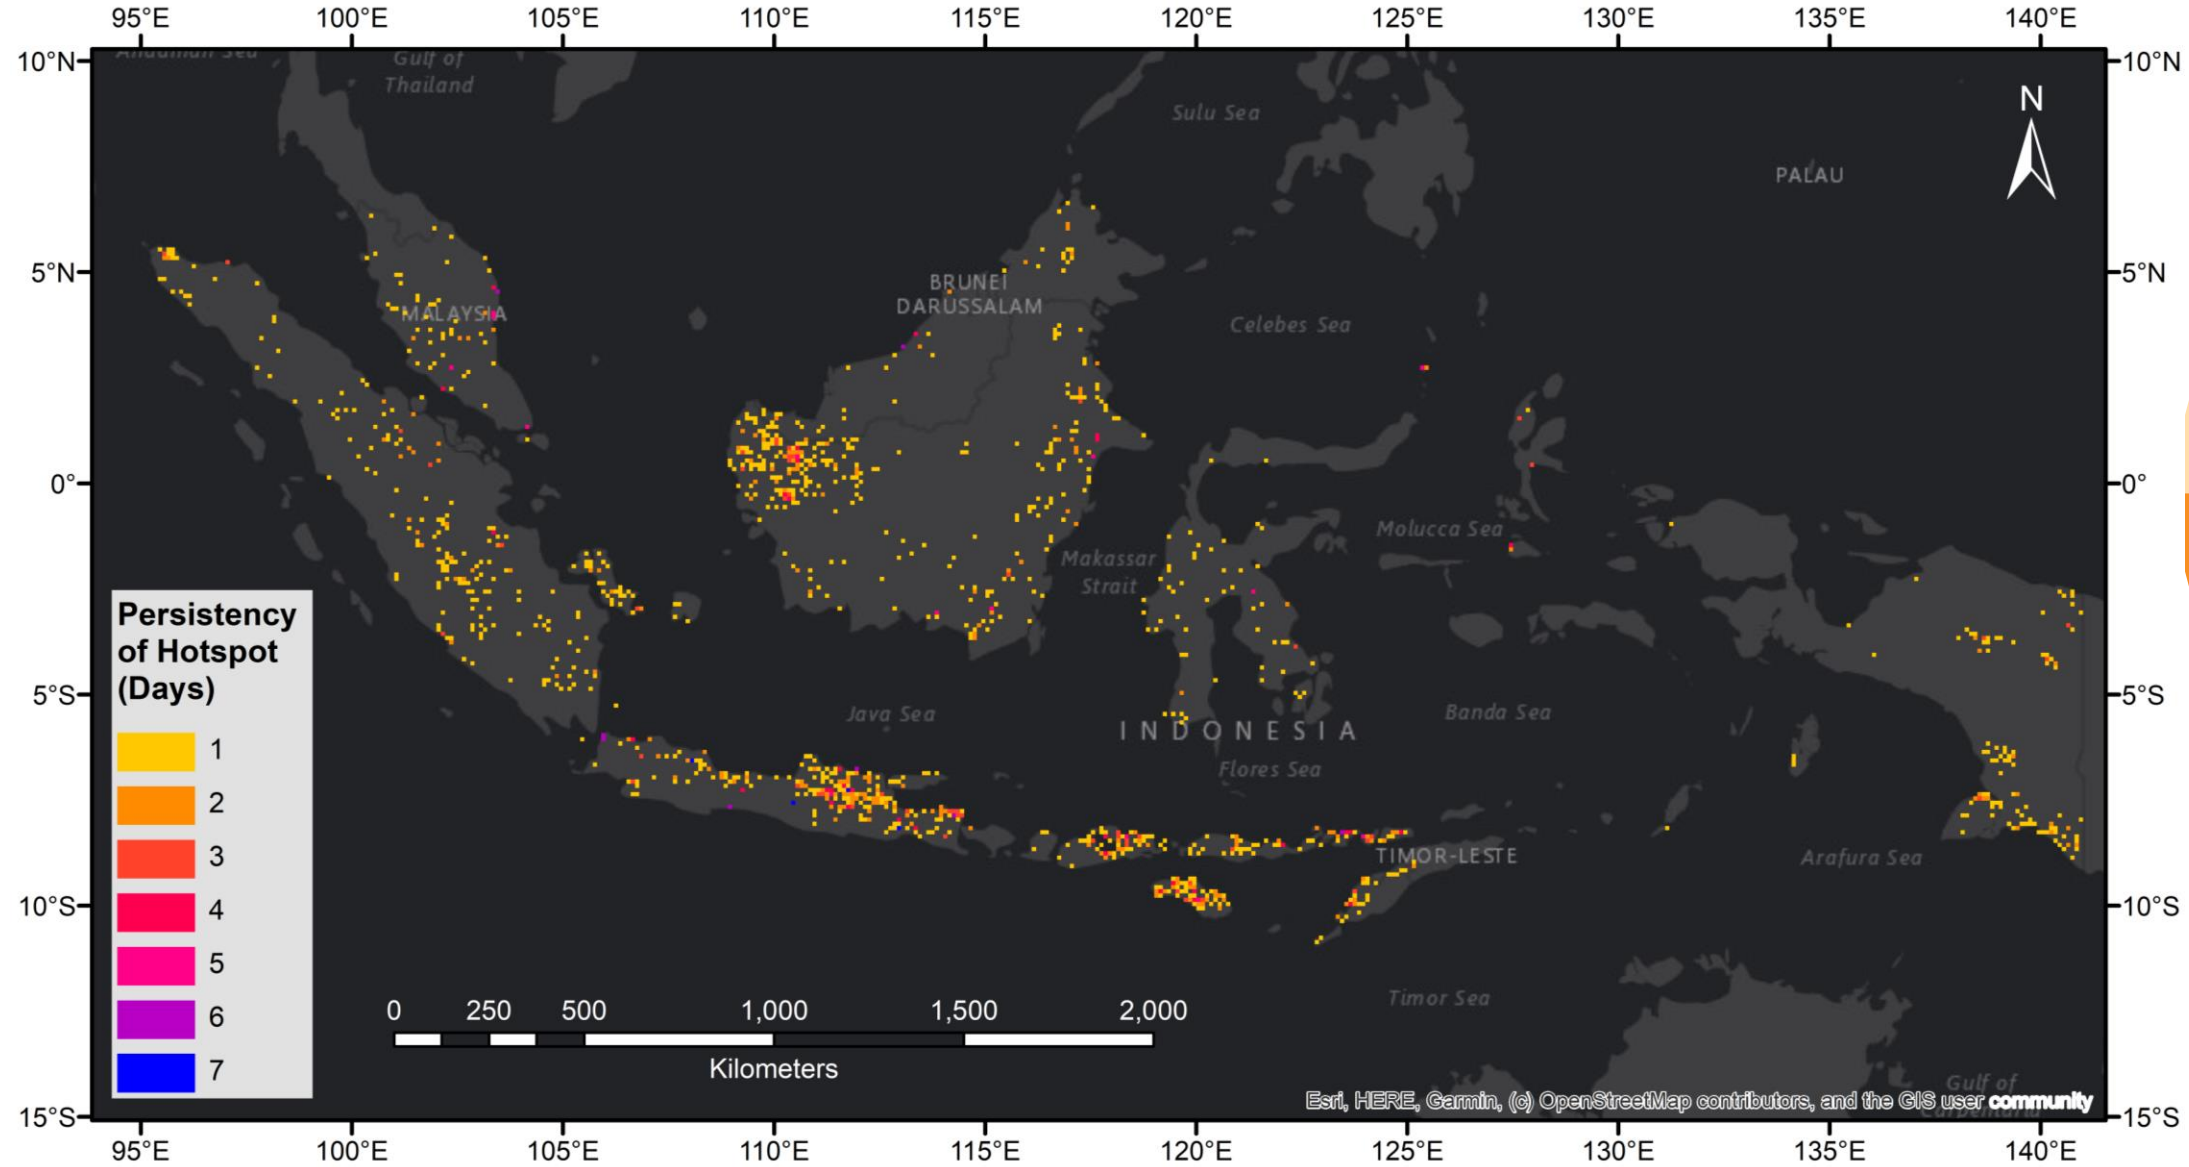 95°E 100°E 105°E 110°E 115°E 120°E 125°E 130°E 135°E 140°E
Andaman Sea
Gulf of
Thailand
10°N
10°N
Sulu Sea
N
PALAU
5°N
5°N
BRUNEI
DARUSSALAM
MALAYSIA
Celebes Sea
0°
0°
Molucca Sea
Makassar
Strait
5°S
5°S
Java Sea
Banda Sea
INDONESIA
Flores Sea
TIMOR-LESTE
Arafura Sea
10°S
10°S
Timor Sea
Persistency
of Hotspot
(Days)
1
2
3
4
5
6
7
0 250 500 1,000 1,500 2,000
Kilometers
Gulf of
Carpentaria
Esri, HERE, Garmin, (c) OpenStreetMap contributors, and the GIS user community
15°S
15°S
95°E 100°E 105°E 110°E 115°E 120°E 125°E 130°E 135°E 140°E